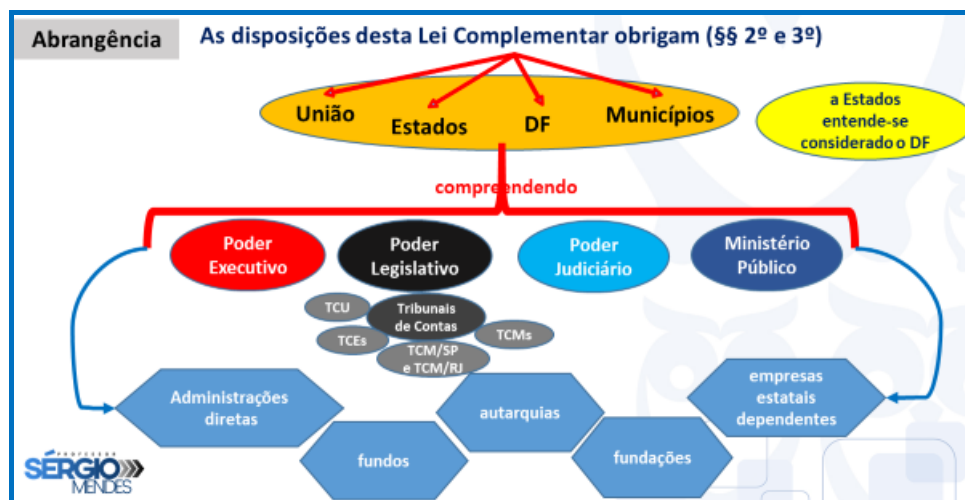 Abrangência
As disposições desta Lei Complementar obrigam (§§ 2º e 3º)
União
Estados
DF
Municípios
a Estados
entende-se
considerado o DF
compreendendo
Poder
Executivo
Poder
Legislativo
Poder
Judiciário
Ministério
Público
TCU
Tribunais
de Contas
TCEs
TCMs
TCM/SP
e TCM/RJ
Administrações
diretas
fundos
autarquias
fundações
empresas
estatais
dependentes
PROFESSOR
SÉRGIO
MENDES